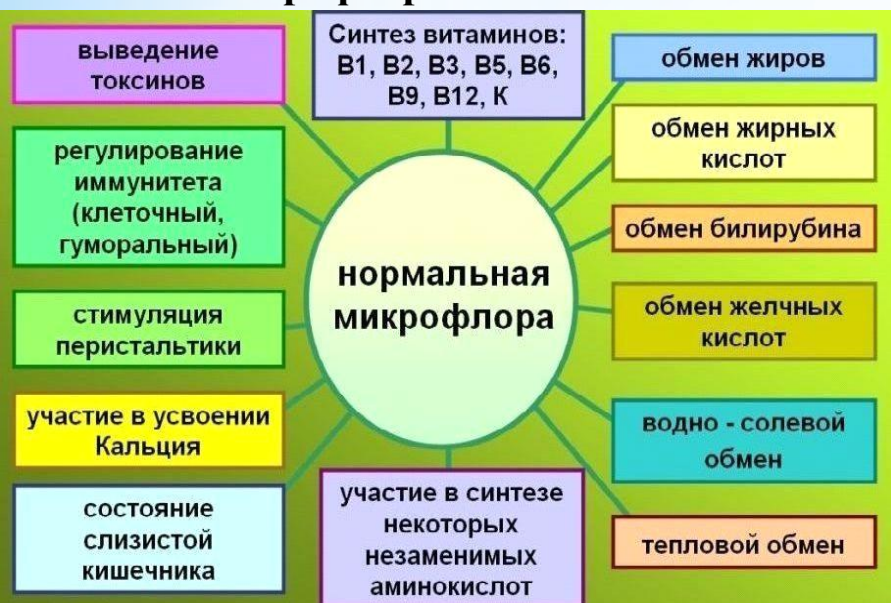 выведение
токсинов
Синтез витаминов:
В1, В2, В3, В5, В6,
В9, В12, К
обмен жиров
регулирование
иммунитета
(клеточный,
гуморальный)
обмен жирных
кислот
обмен билирубина
нормальная
микрофлора
стимуляция
перистальтики
обмен желчных
кислот
участие в усвоении
Кальция
водно - солевой
обмен
состояние
слизистой
кишечника
участие в синтезе
некоторых
незаменимых
аминокислот
тепловой обмен